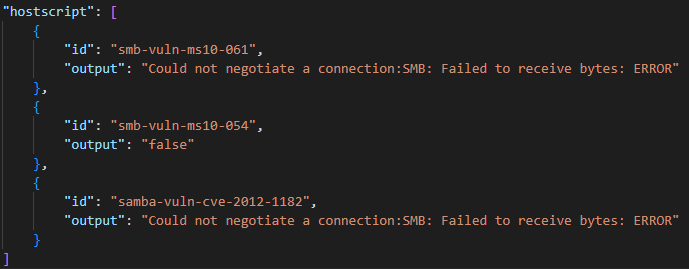 "hostscript": [
    {
        "id": "smb-vuln-ms10-061",
        "output": "Could not negotiate a connection:SMB: Failed to receive bytes: ERROR"
    },
    {
        "id": "smb-vuln-ms10-054",
        "output": "false"
    },
    {
        "id": "samba-vuln-cve-2012-1182",
        "output": "Could not negotiate a connection:SMB: Failed to receive bytes: ERROR"
    }
]